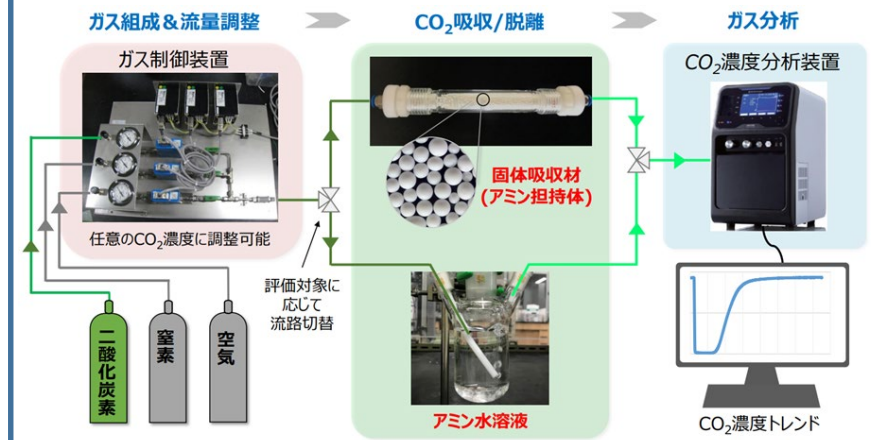 ガス組成＆流量調整
CO₂吸収/脱離
ガス分析
ガス制御装置
CO₂濃度分析装置
固体吸収材
(アミン担持体)
任意のCO₂濃度に調整可能
評価対象に
応じて
流路切替
二酸化炭素
窒素
空気
アミン水溶液
CO₂濃度トレンド